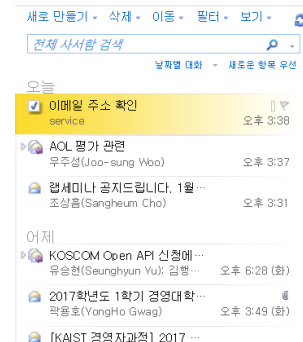 새로 만들기 삭제 이동 필터 보기
전체 사서함 검색
날짜별 대화 새로운 항목 우선
오늘
이메일 주소 확인
service 오후 3:38
AOL 평가 관련
우주성(Joo-sung Woo) 오후 3:37
랩세미나 공지드립니다, 1월…
조상흠(Sangheum Cho) 오후 3:31
어제
KOSCOM Open API 신청에…
유승현(Seunghyun Yu); 김행… 오후 6:28 (화)
2017학년도 1학기 경영대학…
곽용호(YongHo Gwag) 오후 3:49 (화)
[KAIST 경영자과정] 2017 …